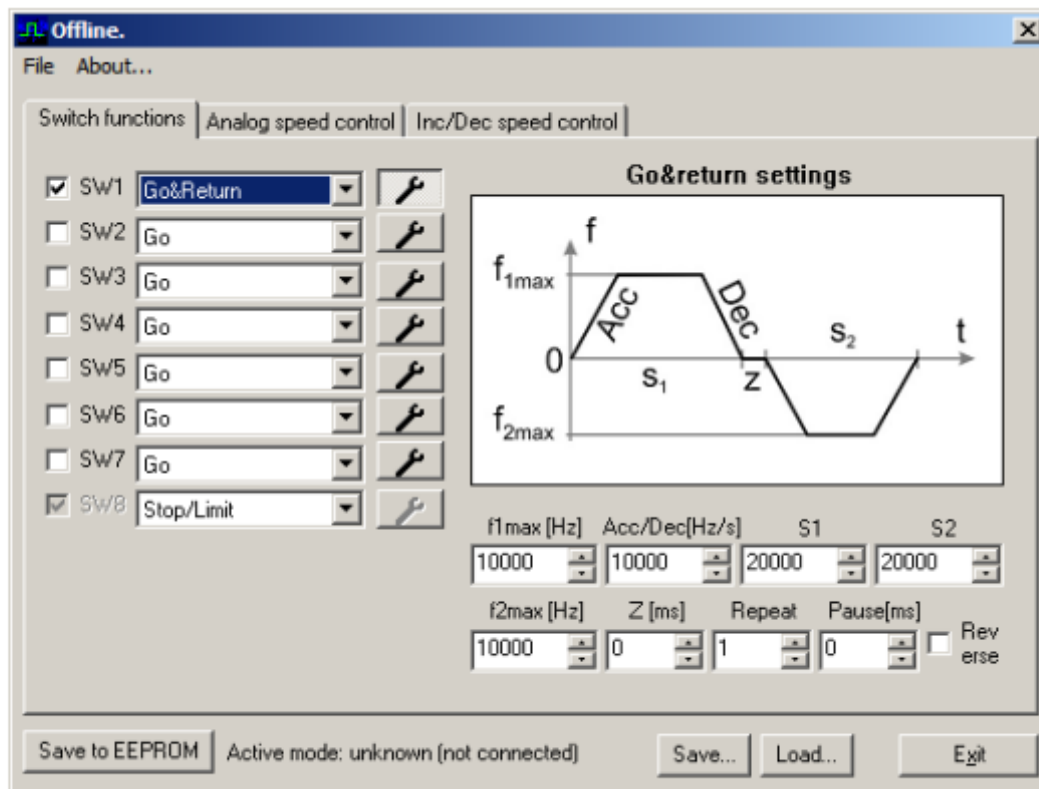 Offline.
File About...
Switch functions Analog speed control Inc/Dec speed control
SW1 Go&Return
SW2 Go
SW3 Go
SW4 Go
SW5 Go
SW6 Go
SW7 Go
SW8 Stop/Limit
Go&return settings
f
f1max
Acc
Dec
0
S1
z
S2
t
f2max
f1max [Hz] Acc/Dec[Hz/s] S1 S2
10000 10000 20000 20000
f2max [Hz] Z [ms] Repeat Pause[ms]
10000 0 1 0 Rev
erse
Save to EEPROM Active mode: unknown (not connected) Save... Load... Exit